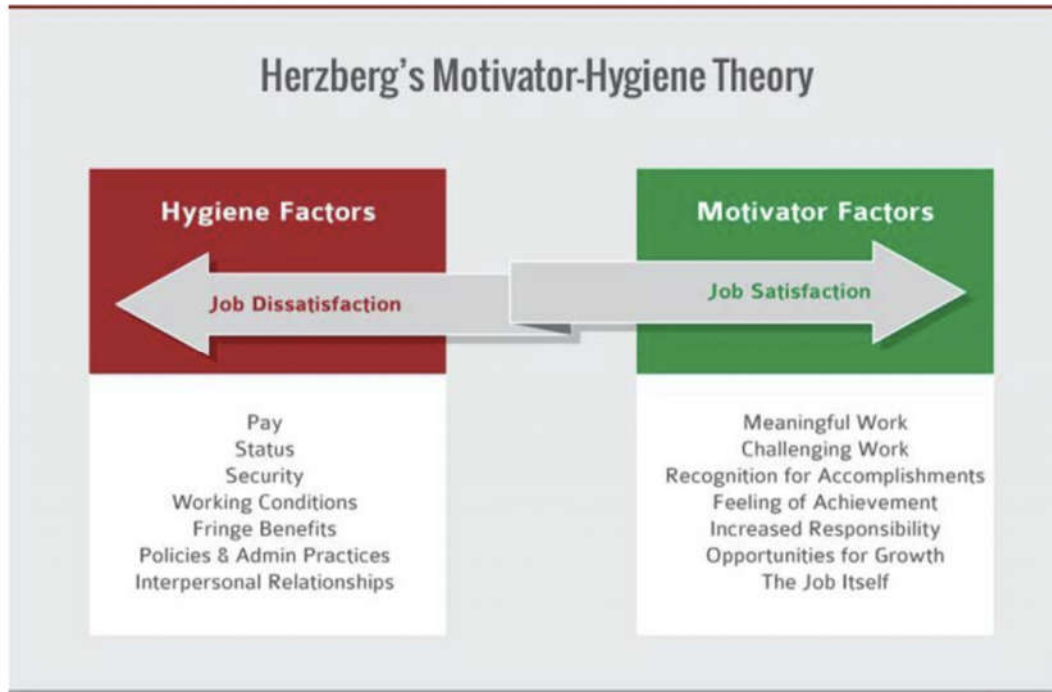 Herzberg's Motivator-Hygiene Theory
Hygiene Factors
Job Dissatisfaction
Pay
Status
Security
Working Conditions
Fringe Benefits
Policies & Admin Practices
Interpersonal Relationships
Motivator Factors
Job Satisfaction
Meaningful Work
Challenging Work
Recognition for Accomplishments
Feeling of Achievement
Increased Responsibility
Opportunities for Growth
The Job Itself